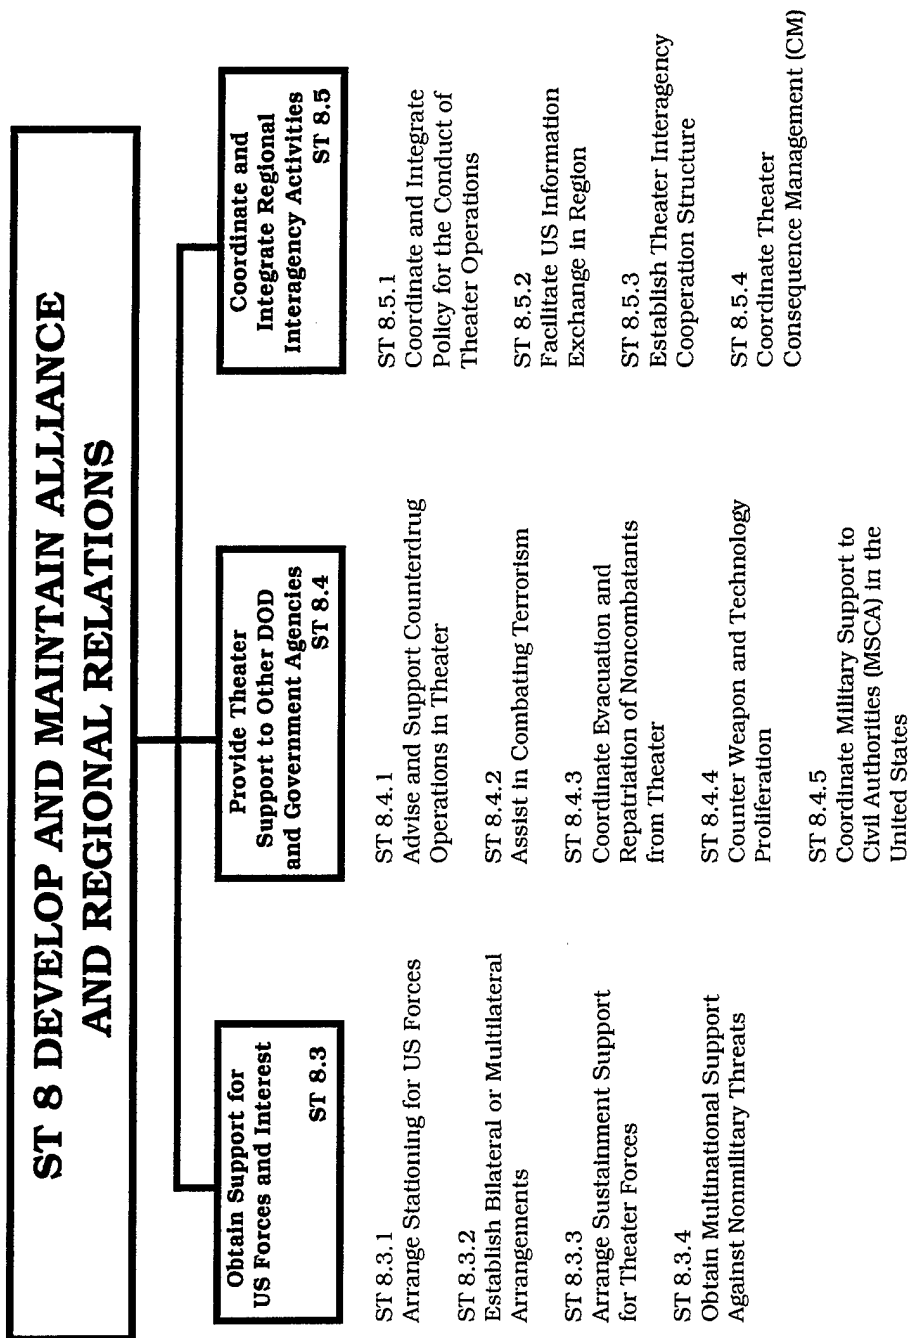 ST 8 DEVELOP AND MAINTAIN ALLIANCE
AND REGIONAL RELATIONS
Obtain Support for
US Forces and Interest
ST 8.3
ST 8.3.1
Arrange Stationing for US Forces
ST 8.3.2
Establish Bilateral or Multilateral
Arrangements
ST 8.3.3
Arrange Sustainment Support
for Theater Forces
ST 8.3.4
Obtain Multinational Support
Against Nonmilitary Threats
Provide Theater
Support to Other DOD
and Government Agencies
ST 8.4
ST 8.4.1
Advise and Support Counterdrug
Operations in Theater
ST 8.4.2
Assist in Combating Terrorism
ST 8.4.3
Coordinate Evacuation and
Repatriation of Noncombatants
from Theater
ST 8.4.4
Counter Weapon and Technology
Proliferation
ST 8.4.5
Coordinate Military Support to
Civil Authorities (MSCA) in the
United States
Coordinate and
Integrate Regional
Interagency Activities
ST 8.5
ST 8.5.1
Coordinate and Integrate
Policy for the Conduct of
Theater Operations
ST 8.5.2
Facilitate US Information
Exchange in Region
ST 8.5.3
Establish Theater Interagency
Cooperation Structure
ST 8.5.4
Coordinate Theater
Consequence Management (CM)